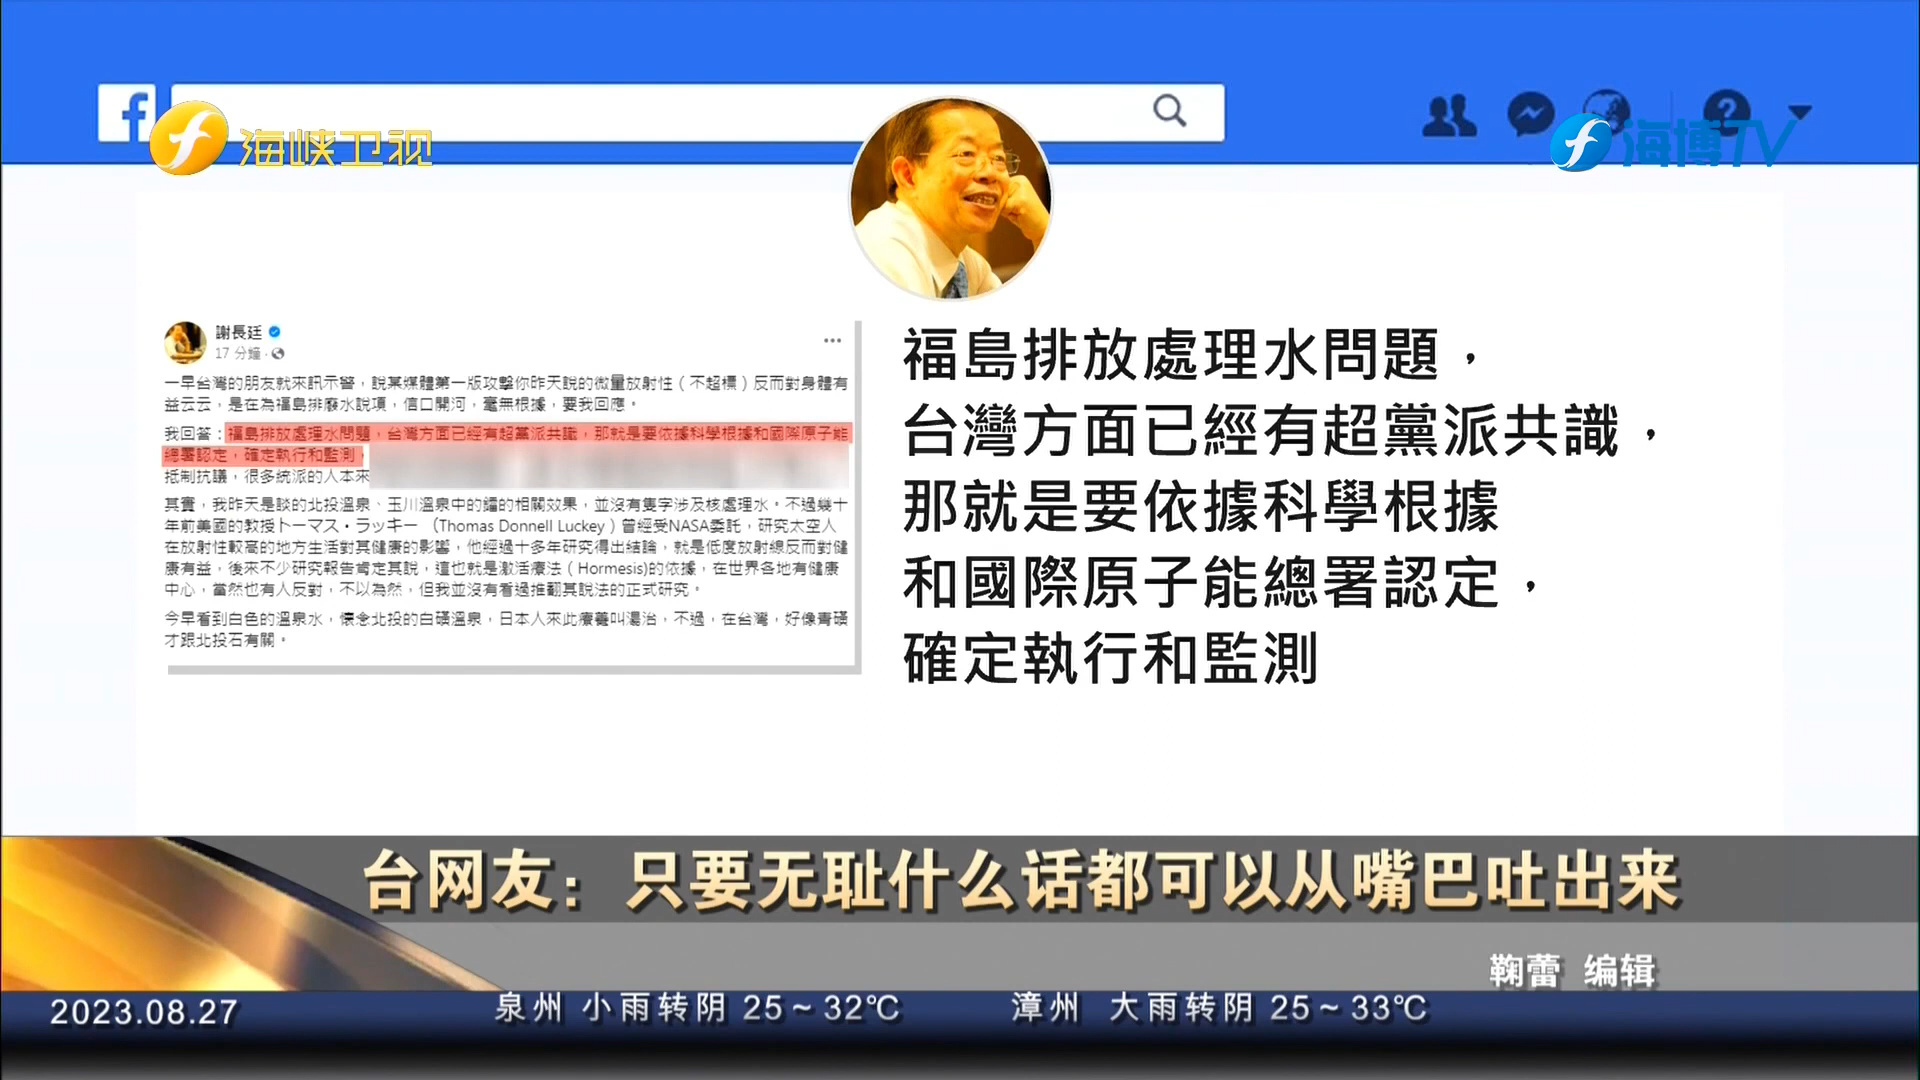 f
海峡卫视
海博TV
謝長廷
17 分鐘
一早台灣的朋友就來訊示警，說某媒體第一版攻擊你昨天說的微量放射性（不超標）反而對身體有
益云云，是在為福島排廢水說項，信口開河，毫無根據，要我回應。
我回答：福島排放處理水問題，台灣方面已經有超黨派共識，那就是要依據科學根據和國際原子能
總署認定，確定執行和監測，
抵制抗議，很多統派的人本來
其實，我昨天是談的北投溫泉、玉川溫泉中的鐳的相關效果，並沒有隻字涉及核處理水。不過幾十
年前美國的教授トーマス・ラッキー （Thomas Donnell Luckey）曾經受NASA委託，研究太空人
在放射性較高的地方生活對其健康的影響，他經過十多年研究得出結論，就是低度放射線反而對健
康有益，後來不少研究報告肯定其說，這也就是激活療法（Hormesis)的依據，在世界各地有健康
中心，當然也有人反對，不以為然，但我並沒有看過推翻其說法的正式研究。
今早看到白色的溫泉水，懷念北投的白磺溫泉，日本人來此療養叫湯治，不過，在台灣，好像青磺
才跟北投石有關。
福島排放處理水問題，
台灣方面已經有超黨派共識，
那就是要依據科學根據
和國際原子能總署認定，
確定執行和監測
台网友：只要无耻什么话都可以从嘴巴吐出来
鞠蕾 编辑
2023.08.27
泉州 小雨转阴 25～32℃ 漳州 大雨转阴 25～33℃